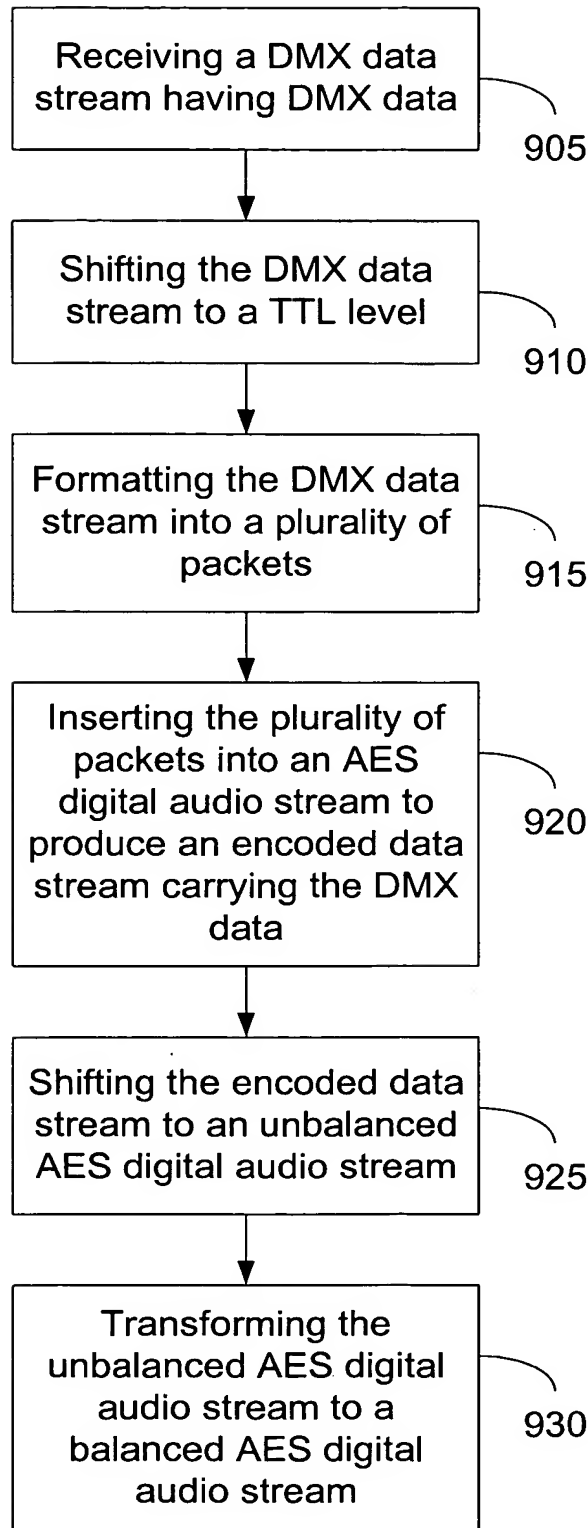 Receiving a DMX data
stream having DMX data
905
Shifting the DMX data
stream to a TTL level
910
Formatting the DMX data
stream into a plurality of
packets
915
Inserting the plurality of
packets into an AES
digital audio stream to
produce an encoded data
stream carrying the DMX
data
920
Shifting the encoded data
stream to an unbalanced
AES digital audio stream
925
Transforming the
unbalanced AES digital
audio stream to a
balanced AES digital
audio stream
930